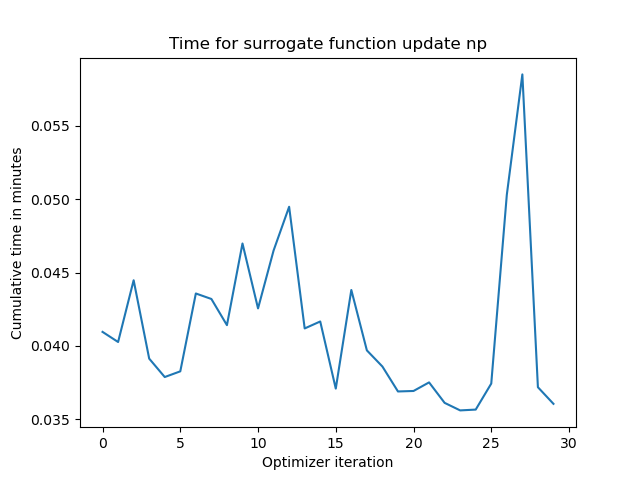 Time for surrogate function update np
0.055
0.050
0.045
0.040
0.035
Cumulative time in minutes
0 5 10 15 20 25 30
Optimizer iteration